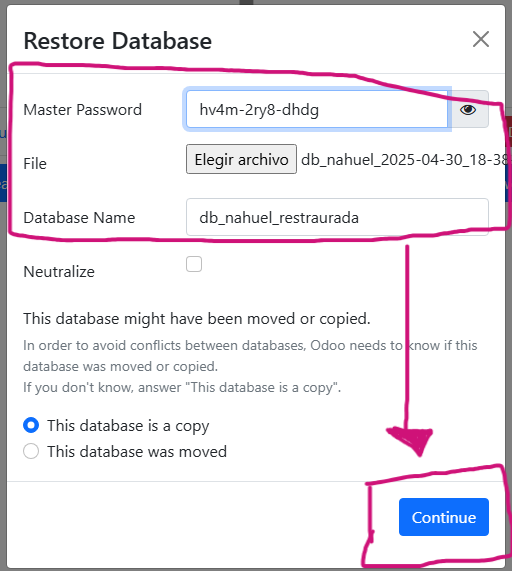 Restore Database
Master Password hv4m-2ry8-dhdg
File Elegir archivo db_nahuel_2025-04-30_18-38
Database Name db_nahuel_restraurada
Neutralize
This database might have been moved or copied.
In order to avoid conflicts between databases, Odoo needs to know if this
database was moved or copied.
If you don't know, answer "This database is a copy".
This database is a copy
This database was moved
Continue